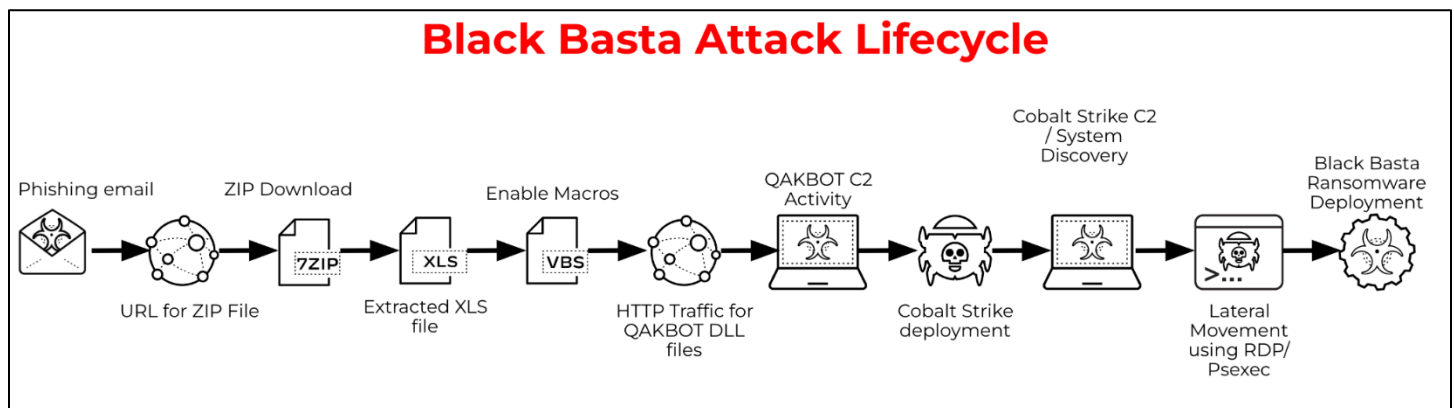 Black Basta Attack Lifecycle
Phishing email
URL for ZIP File
ZIP Download
7ZIP
XLS
Extracted XLS
file
Enable Macros
VBS
HTTP Traffic for
QAKBOT DLL
files
QAKBOT C2
Activity
Cobalt Strike
deployment
Cobalt Strike C2
/ System
Discovery
>...
Lateral
Movement
using RDP/
Psexec
Black Basta
Ransomware
Deployment